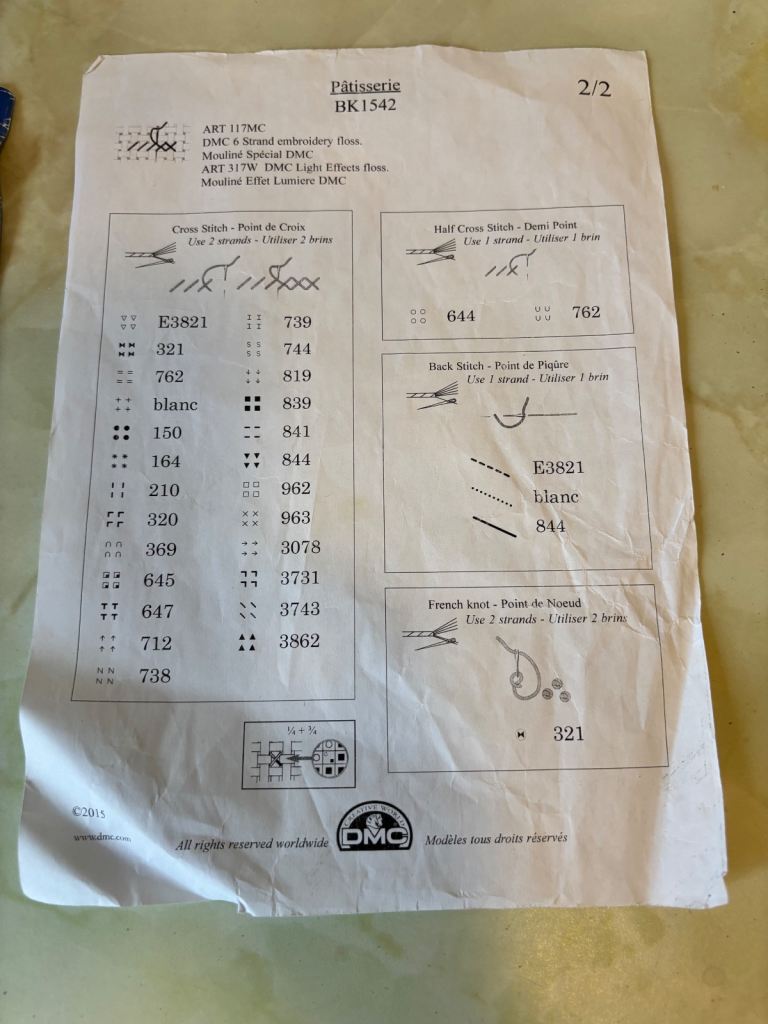 Pâtisserie
BK1542
2/2
ART 117MC
DMC 6 Strand embroidery floss.
Mouliné Spécial DMC
ART 317W DMC Light Effects floss.
Mouliné Effet Lumiere DMC
Cross Stitch - Point de Croix
Use 2 strands - Utiliser 2 brins
E3821
321
762
blanc
150
164
210
320
369
645
647
712
738
739
744
819
839
841
844
962
963
3078
3731
3743
3862
Half Cross Stitch - Demi Point
Use 1 strand - Utiliser 1 brin
644
762
Back Stitch - Point de Piqûre
Use 1 strand - Utiliser 1 brin
E3821
blanc
844
French knot - Point de Noeud
Use 2 strands - Utiliser 2 brins
321
¼ + ¾
©2015
www.dmc.com
All rights reserved worldwide
CREATIVE WORLD
DMC
Modèles tous droits réservés